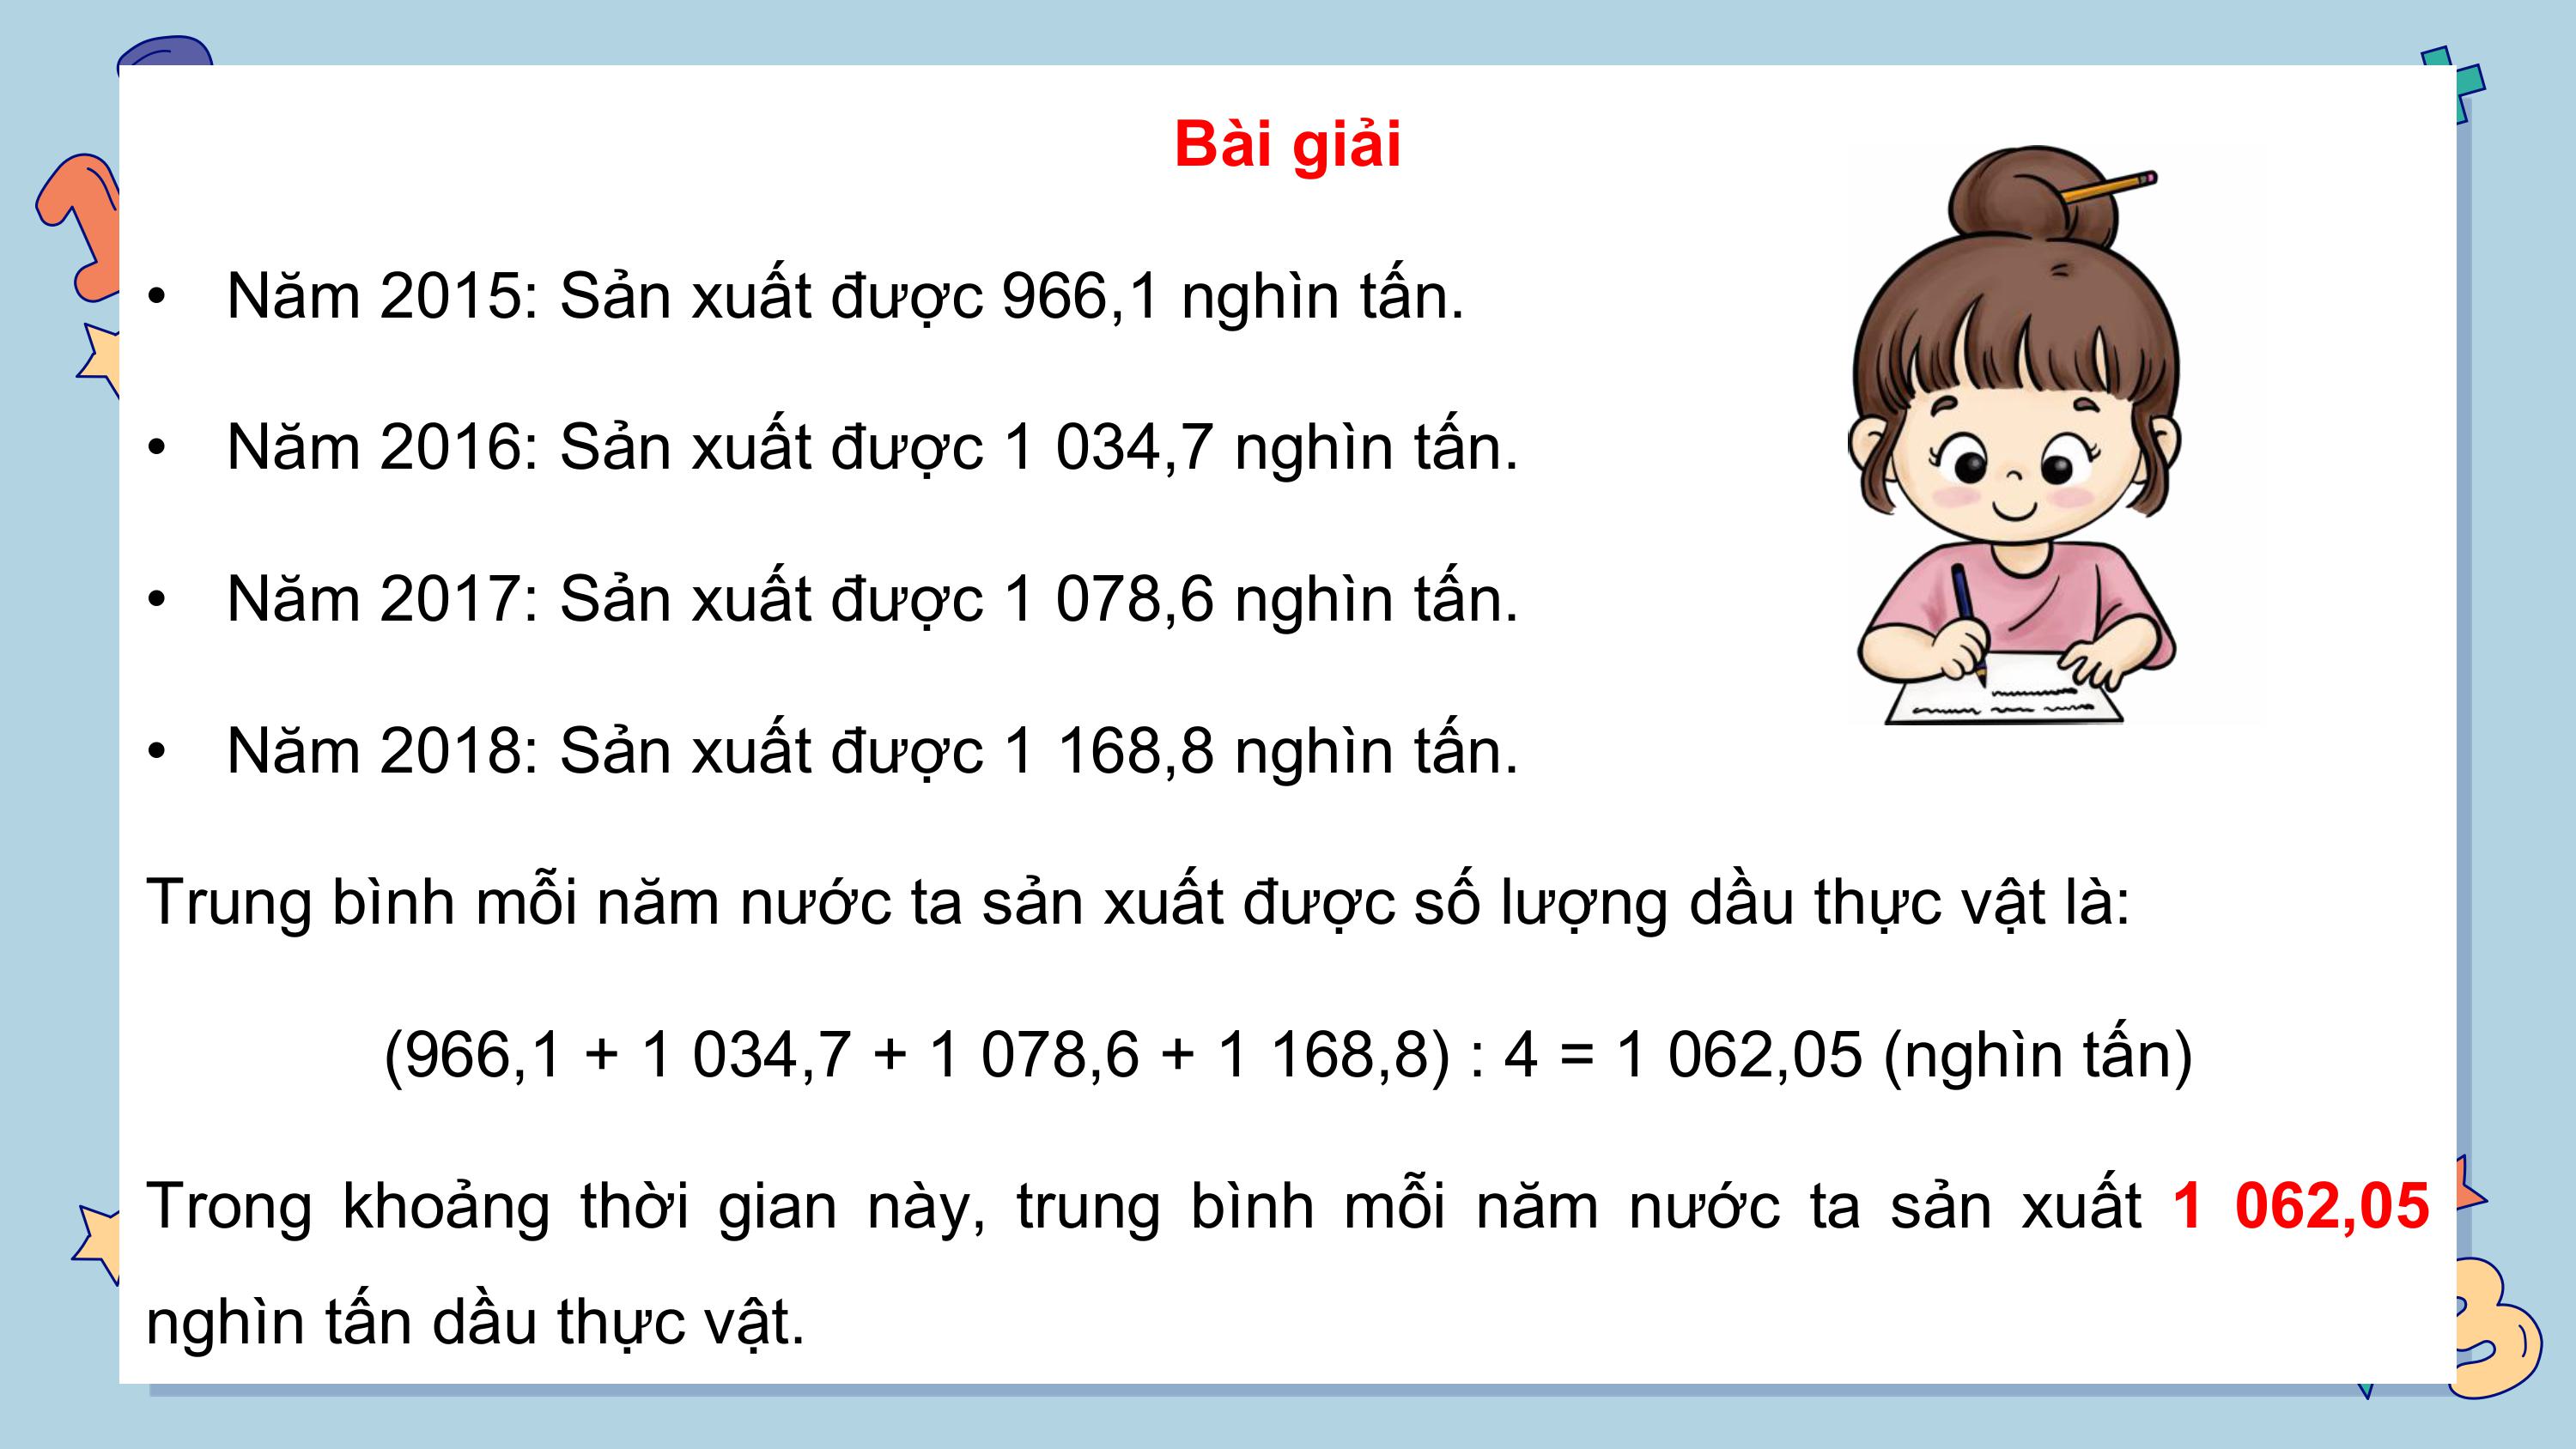 Bài giải
• Năm 2015: Sản xuất được 966,1 nghìn tấn.
• Năm 2016: Sản xuất được 1 034,7 nghìn tấn.
• Năm 2017: Sản xuất được 1 078,6 nghìn tấn.
• Năm 2018: Sản xuất được 1 168,8 nghìn tấn.
Trung bình mỗi năm nước ta sản xuất được số lượng dầu thực vật là:
(966,1 + 1 034,7 + 1 078,6 + 1 168,8) : 4 = 1 062,05 (nghìn tấn)
Trong khoảng thời gian này, trung bình mỗi năm nước ta sản xuất 1 062,05
nghìn tấn dầu thực vật.